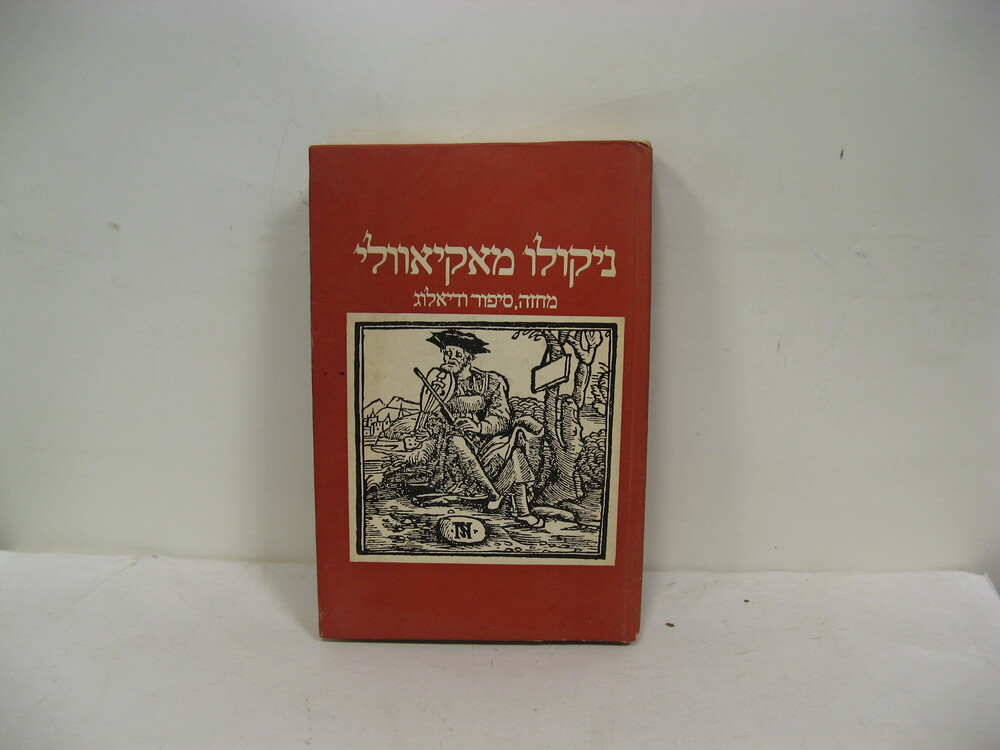 ניקולו מאקיאוולי
מחזה, סיפור ודיאלוג